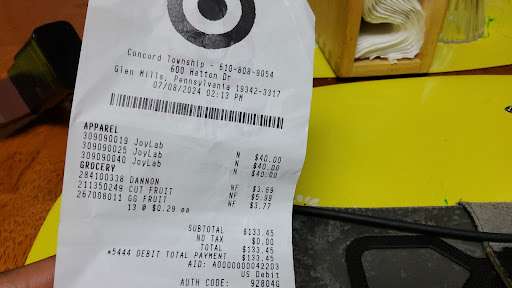 Concord Township - 610-808-9054
600 Hatton Dr
Glen Mills, Pennsylvania 19342-3317
07/08/2024 02:13 PM
APPAREL
309090019 JoyLab N $40.00
309090025 JoyLab N $40.00
309090040 JoyLab N $40.00
GROCERY
284100338 DANNON NF $3.69
211350249 CUT FRUIT NF $5.99
267008011 GG FRUIT NF $3.77
13 @ $0.29 ea
SUBTOTAL $133.45
NO TAX $0.00
TOTAL $133.45
*5444 DEBIT TOTAL PAYMENT $133.45
AID: A0000000042203
US Debit
AUTH CODE: 92804G